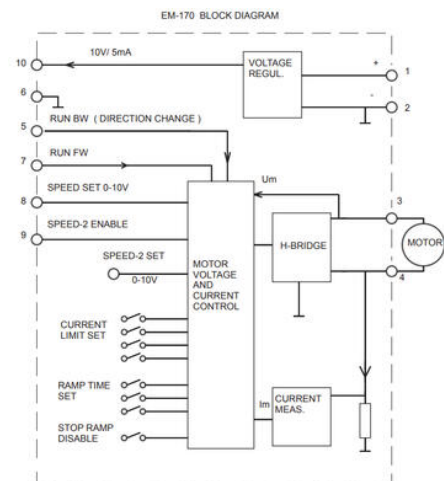 EM-170 BLOCK DIAGRAM
10
10V/ 5mA
VOLTAGE
REGUL.
+
1
-
2
6
5
RUN BW ( DIRECTION CHANGE )
7
RUN FW
8
SPEED SET 0-10V
9
SPEED-2 ENABLE
SPEED-2 SET
0-10V
MOTOR
VOLTAGE
AND
CURRENT
CONTROL
Um
H-BRIDGE
3
MOTOR
4
CURRENT
LIMIT SET
RAMP TIME
SET
STOP RAMP
DISABLE
Im
CURRENT
MEAS.